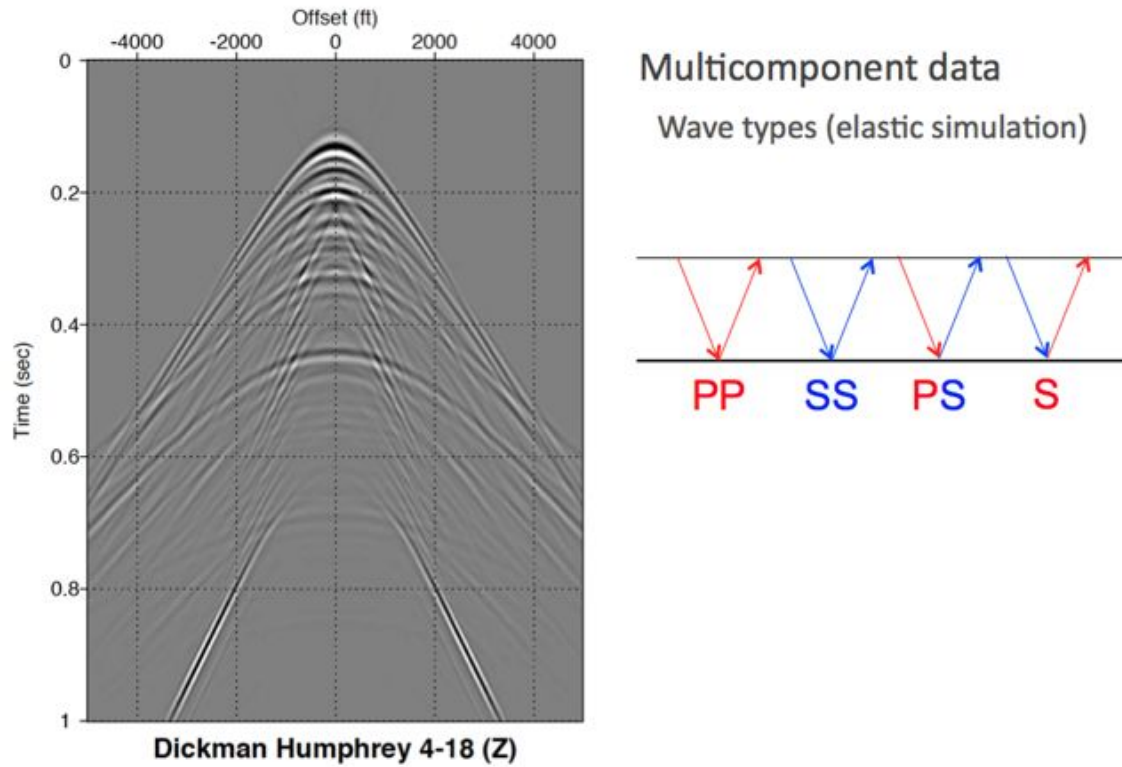 Offset (ft)
-4000 -2000 0 2000 4000
0
0.2
0.4
0.6
0.8
1
Time (sec)
Dickman Humphrey 4-18 (Z)
Multicomponent data
Wave types (elastic simulation)
PP SS PS S